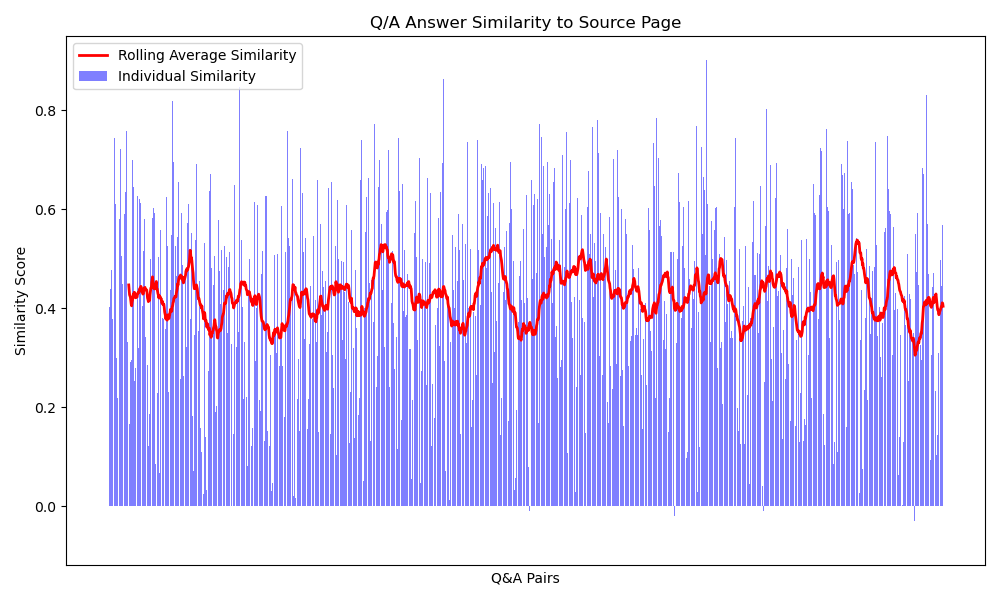 Q/A Answer Similarity to Source Page
Rolling Average Similarity
Individual Similarity
Similarity Score
0.8
0.6
0.4
0.2
0.0
Q&A Pairs